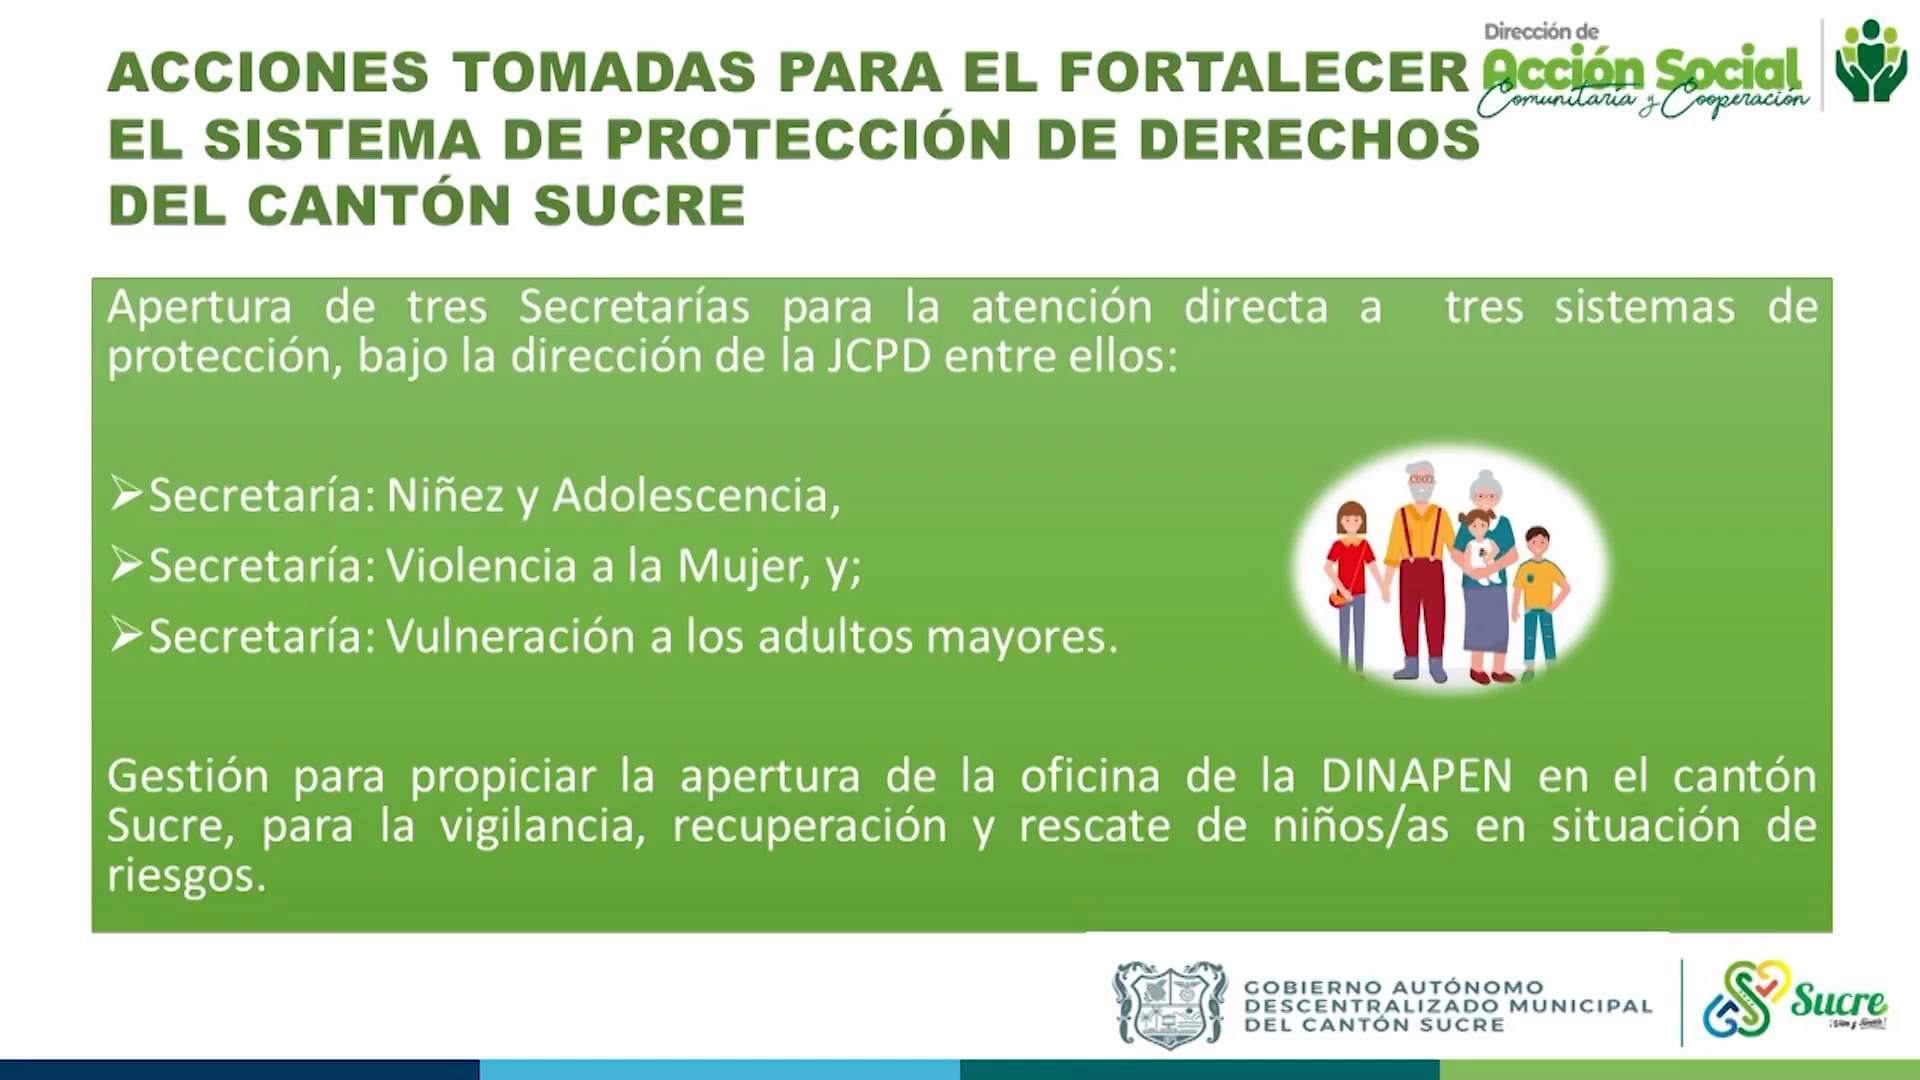 Dirección de
Acción Social
Comunitaria y Cooperación
ACCIONES TOMADAS PARA EL FORTALECER
EL SISTEMA DE PROTECCIÓN DE DERECHOS
DEL CANTÓN SUCRE
Apertura de tres Secretarías para la atención directa a tres sistemas de
protección, bajo la dirección de la JCPD entre ellos:
➢Secretaría: Niñez y Adolescencia,
➢Secretaría: Violencia a la Mujer, y;
➢Secretaría: Vulneración a los adultos mayores.
Gestión para propiciar la apertura de la oficina de la DINAPEN en el cantón
Sucre, para la vigilancia, recuperación y rescate de niños/as en situación de
riesgos.
GOBIERNO AUTÓNOMO
DESCENTRALIZADO MUNICIPAL
DEL CANTÓN SUCRE
Sucre